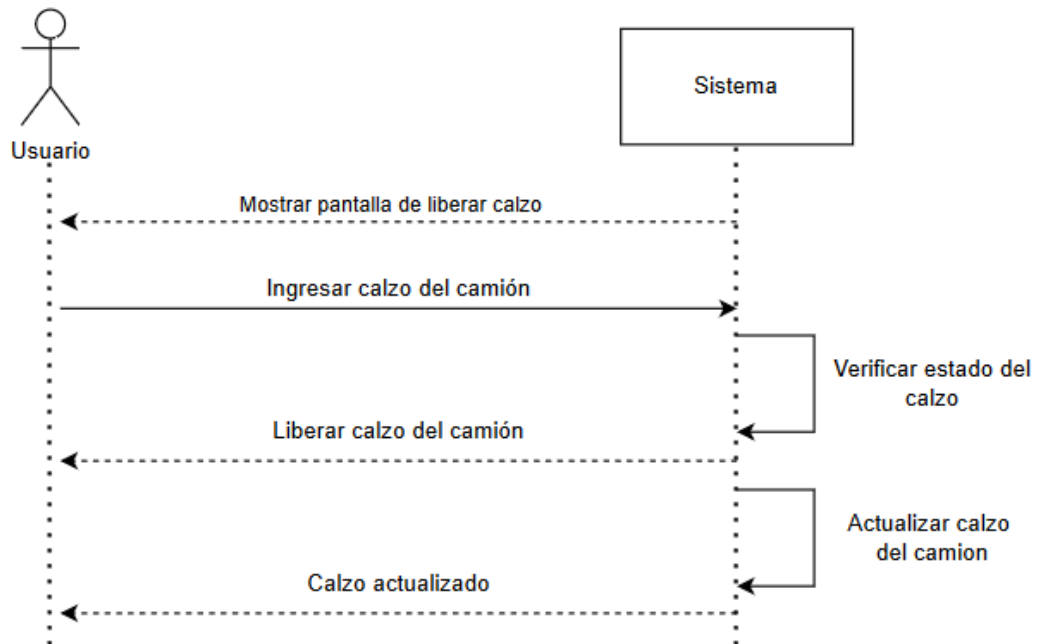 Sistema
Usuario
Mostrar pantalla de liberar calzo
Ingresar calzo del camión
Verificar estado del
calzo
Liberar calzo del camión
Actualizar calzo
del camion
Calzo actualizado